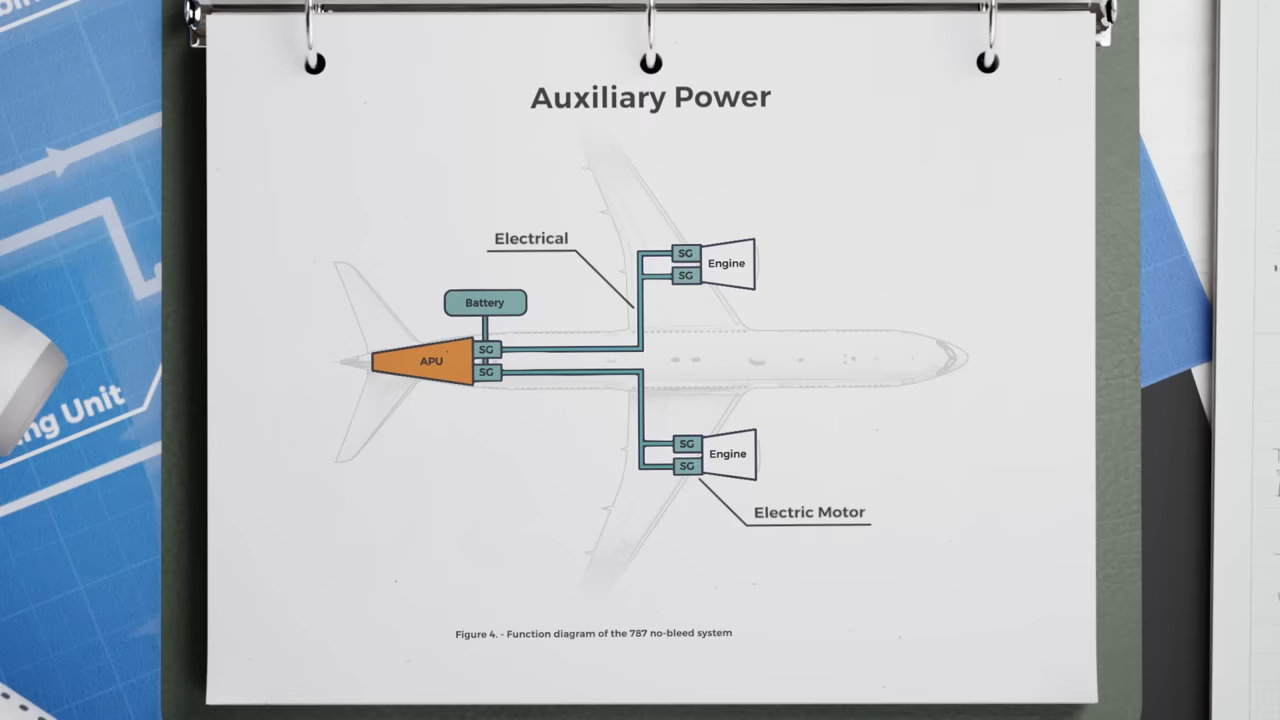 Auxiliary Power
Electrical
SG
SG
Engine
Battery
SG
APU
SG
SG
SG
Engine
Electric Motor
Figure 4. - Function diagram of the 787 no-bleed system
Unit